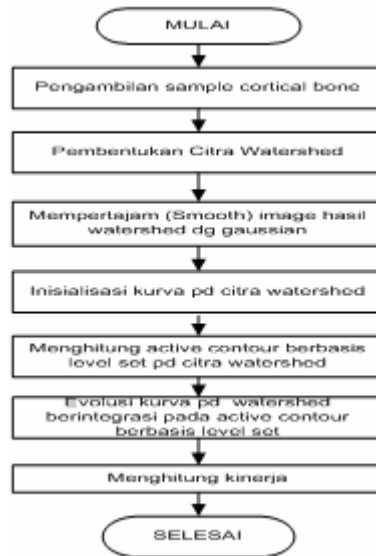 MULAI
Pengambilan sample cortical bone
Pembentukan Citra Watershed
Mempertajam (Smooth) image hasil
watershed dg gaussian
Inisialisasi kurva pd citra watershed
Menghitung active contour berbasis
level set pd citra watershed
Evolusi kurva pd watershed
berintegrasi pada active contour
berbasis level set
Menghitung kinerja
SELESAI